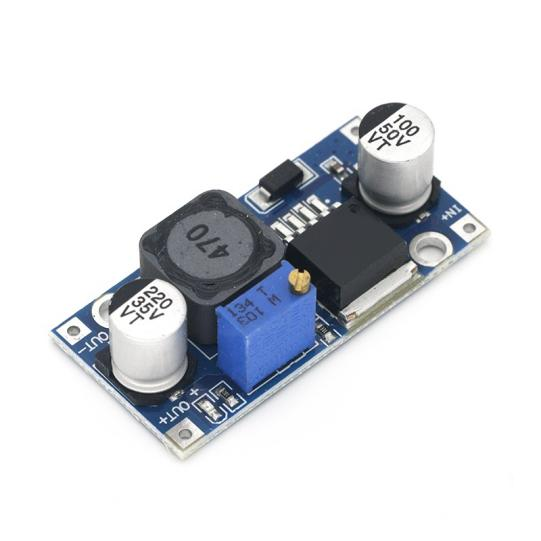 100
50V
VT
IN+
470
134 T
103 M
220
35V
VT
OUT-
+
OUT+